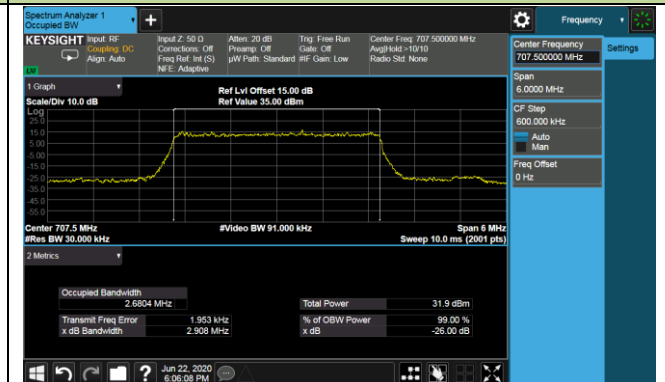 Spectrum Analyzer 1
Occupied BW
+
Frequency
KEYSIGHT
Input: RF
Coupling: DC
Align: Auto
Input Z: 50 Ω
Corrections: Off
Freq Ref: Int (S)
NFE: Adaptive
Atten: 20 dB
Preamp: Off
µW Path: Standard
Trig: Free Run
Gate: Off
#IF Gain: Low
Center Freq: 707.500000 MHz
Avg|Hold:>10/10
Radio Std: None
Center Frequency
707.500000 MHz
Settings
Span
6.0000 MHz
CF Step
600.000 kHz
Auto
Man
Freq Offset
0 Hz
1 Graph
Scale/Div 10.0 dB
Ref Lvl Offset 15.00 dB
Ref Value 35.00 dBm
Log
25.0
15.0
5.00
-5.00
-15.0
-25.0
-35.0
-45.0
-55.0
Center 707.5 MHz
#Res BW 30.000 kHz
#Video BW 91.000 kHz
Span 6 MHz
Sweep 10.0 ms (2001 pts)
2 Metrics
Occupied Bandwidth
2.6804 MHz
Total Power
31.9 dBm
Transmit Freq Error
1.953 kHz
% of OBW Power
99.00 %
x dB Bandwidth
2.908 MHz
x dB
-26.00 dB
?
Jun 22, 2020
6:06:08 PM